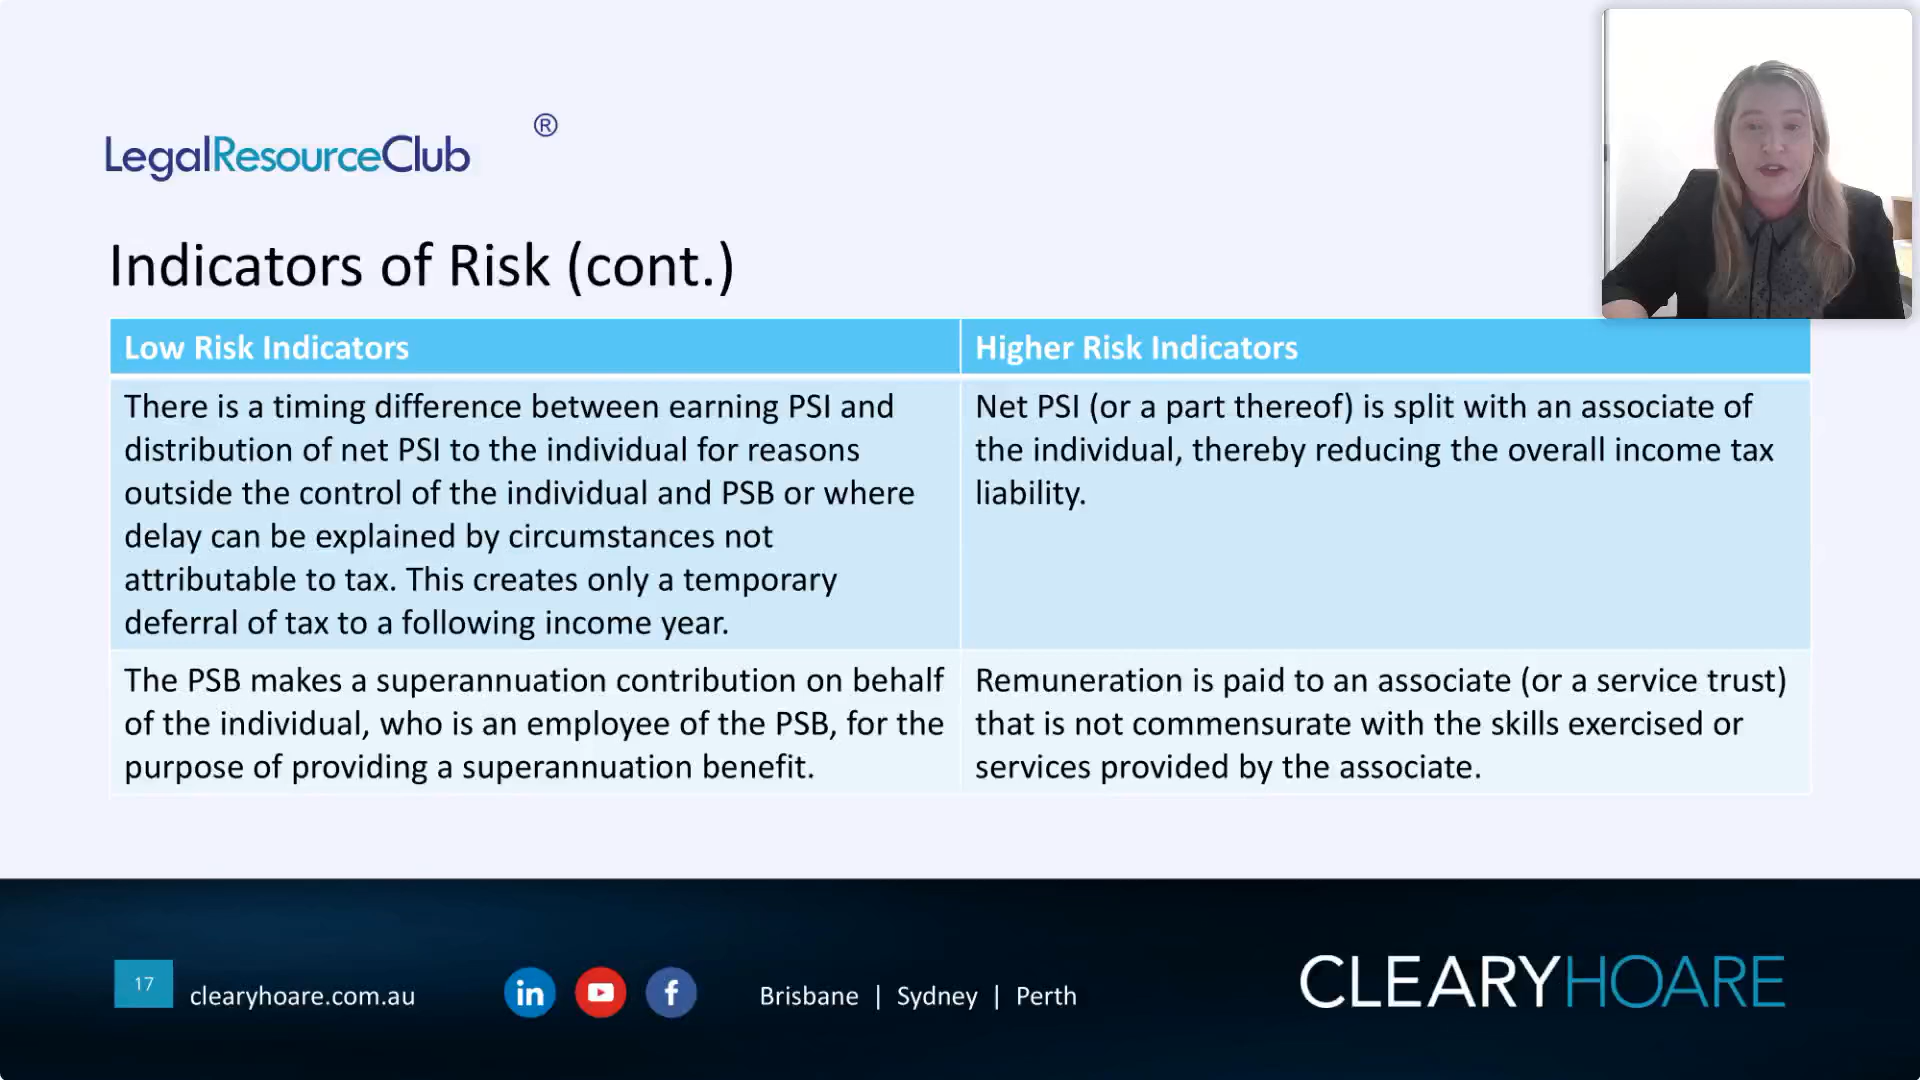 LegalResourceClub ®
Indicators of Risk (cont.)
Low Risk Indicators
Higher Risk Indicators
There is a timing difference between earning PSI and
distribution of net PSI to the individual for reasons
outside the control of the individual and PSB or where
delay can be explained by circumstances not
attributable to tax. This creates only a temporary
deferral of tax to a following income year.
Net PSI (or a part thereof) is split with an associate of
the individual, thereby reducing the overall income tax
liability.
The PSB makes a superannuation contribution on behalf
of the individual, who is an employee of the PSB, for the
purpose of providing a superannuation benefit.
Remuneration is paid to an associate (or a service trust)
that is not commensurate with the skills exercised or
services provided by the associate.
17
clearyhoare.com.au
in
f
Brisbane | Sydney | Perth
CLEARYHOARE